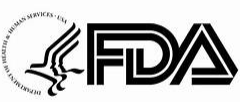 DEPARTMENT OF HEALTH & HUMAN SERVICES • USA
FDA